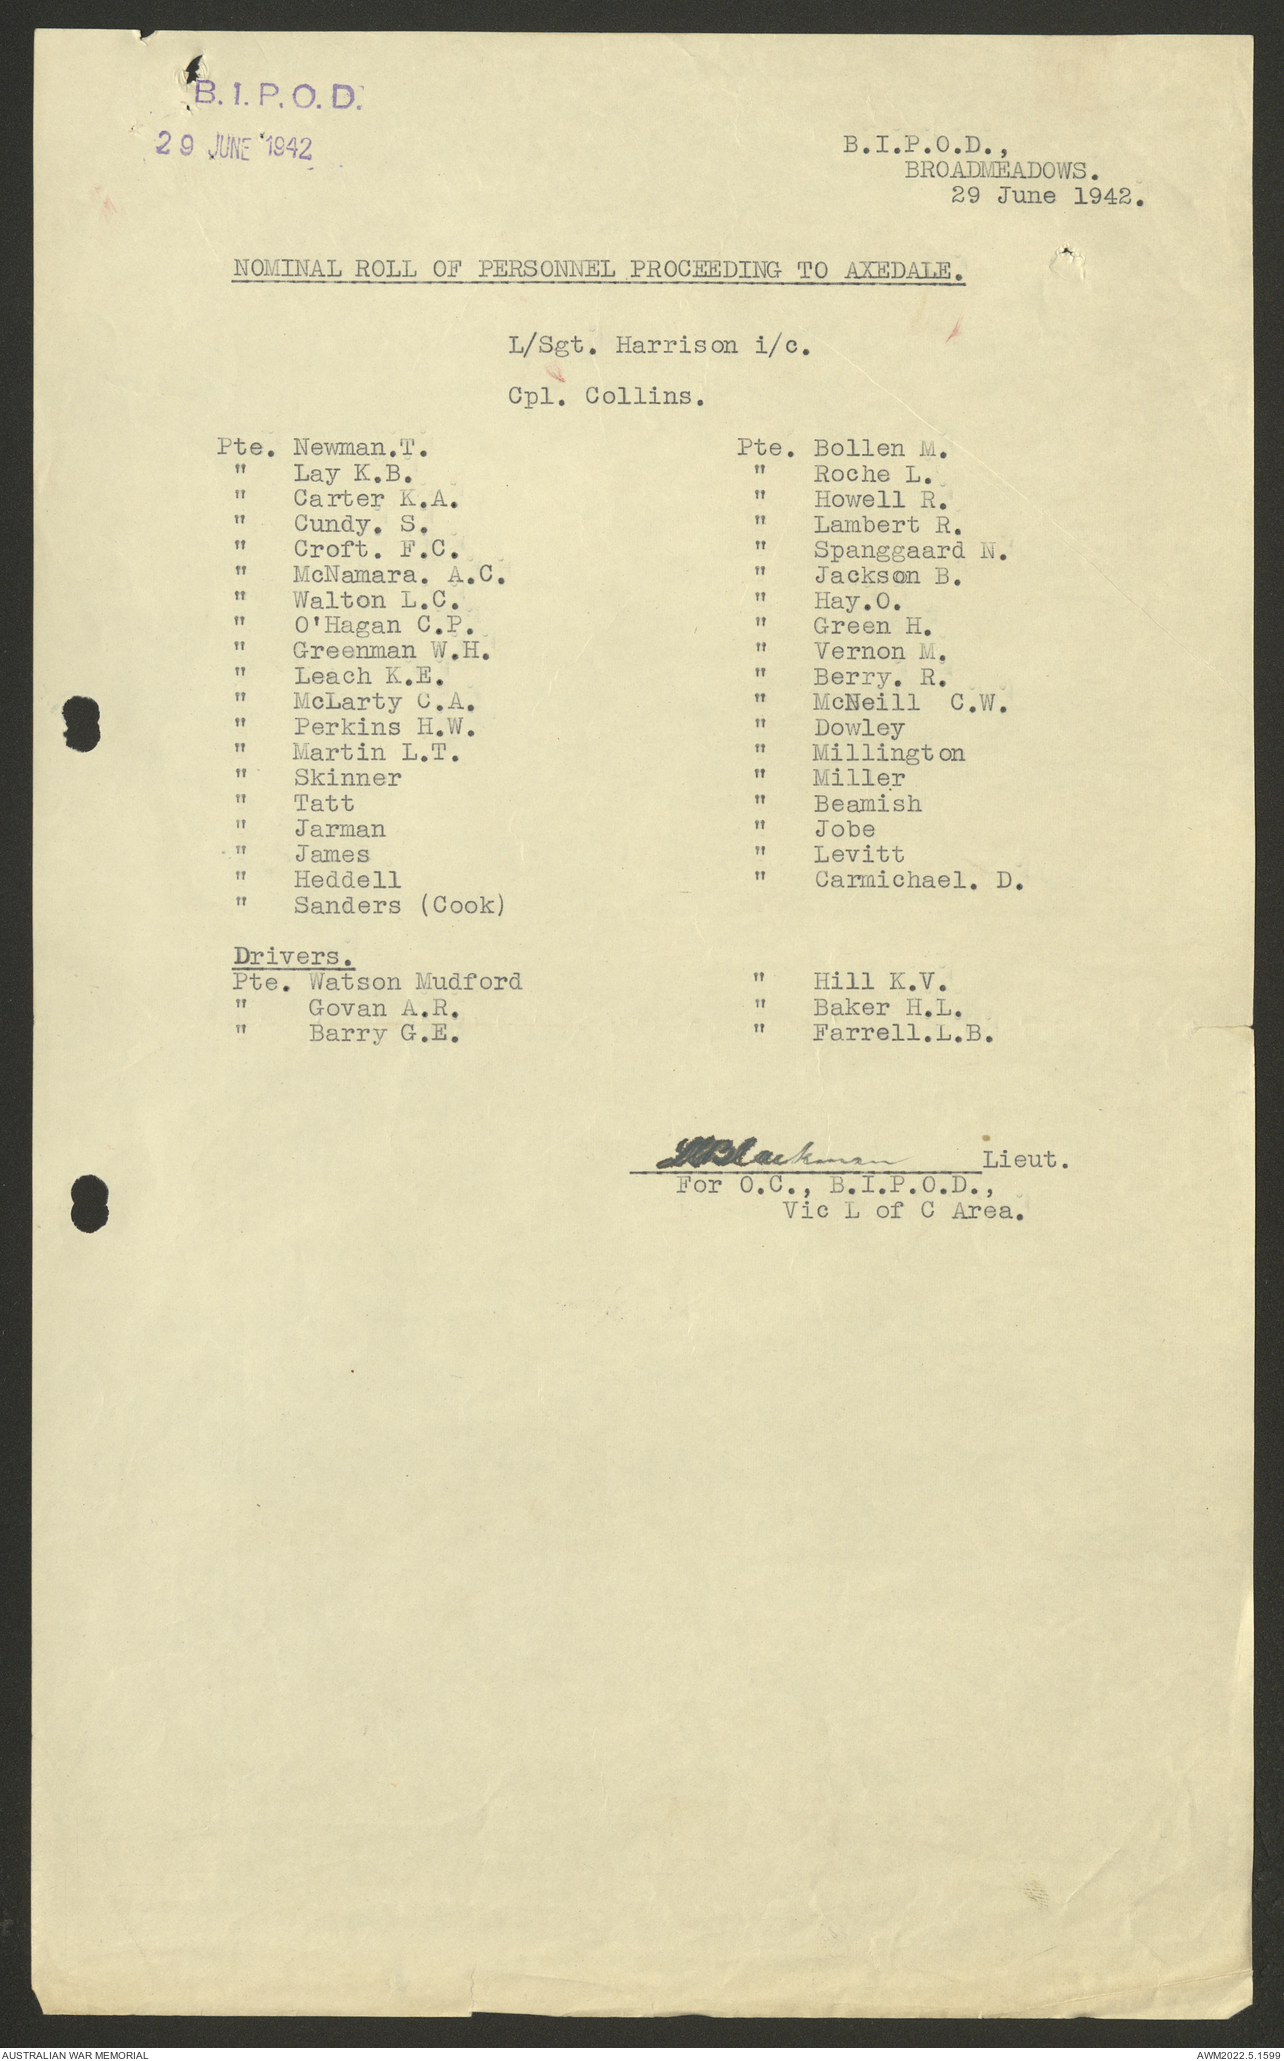 B.I.P.O.D.
29 JUNE 1942
B.I.P.O.D.,
BROADMEADOWS.
29 June 1942.
NOMINAL ROLL OF PERSONNEL PROCEEDING TO AXEDALE.
L/Sgt. Harrison i/c.
Cpl. Collins.
Pte. Newman.T.
" Lay K.B.
" Carter K.A.
" Cundy. S.
" Croft. F.C.
" McNamara. A.C.
" Walton L.C.
" O'Hagan C.P.
" Greenman W.H.
" Leach K.E.
" McLarty C.A.
" Perkins H.W.
" Martin L.T.
" Skinner
" Tatt
" Jarman
" James
" Heddell
" Sanders (Cook)
Pte. Bollen M.
" Roche L.
" Howell R.
" Lambert R.
" Spanggaard N.
" Jackson B.
" Hay.O.
" Green H.
" Vernon M.
" Berry. R.
" McNeill C.W.
" Dowley
" Millington
" Miller
" Beamish
" Jobe
" Levitt
" Carmichael. D.
Drivers.
Pte. Watson Mudford
" Govan A.R.
" Barry G.E.
" Hill K.V.
" Baker H.L.
" Farrell.L.B.
Blackman Lieut.
For O.C., B.I.P.O.D.,
Vic L of C Area.
AUSTRALIAN WAR MEMORIAL
AWM2022.5.1599